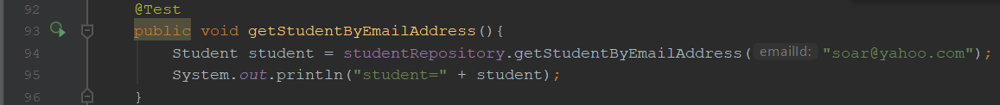 92 @Test
93 public void getStudentByEmailAddress(){
94 Student student = studentRepository.getStudentByEmailAddress( emailId: "soar@yahoo.com");
95 System.out.println("student=" + student);
96 }